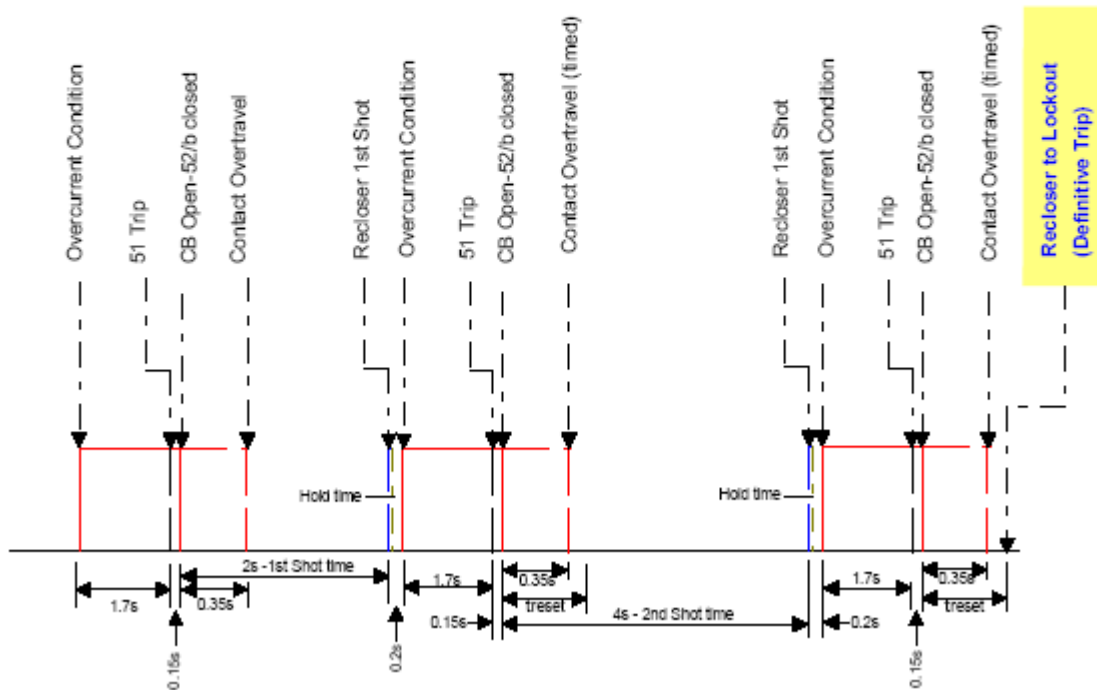 Overcurrent Condition
51 Trip
CB Open-52/b closed
Contact Overtravel
Recloser 1st Shot
Overcurrent Condition
51 Trip
CB Open-52/b closed
Contact Overtravel (timed)
Recloser 1st Shot
Overcurrent Condition
51 Trip
CB Open-52/b closed
Contact Overtravel (timed)
Recloser to Lockout
(Definitive Trip)
Hold time
Hold time
2s -1st Shot time
1.7s
0.35s
1.7s
0.35s
treset
4s - 2nd Shot time
1.7s
0.35s
treset
0.15s
0.2s
0.15s
0.2s
0.15s